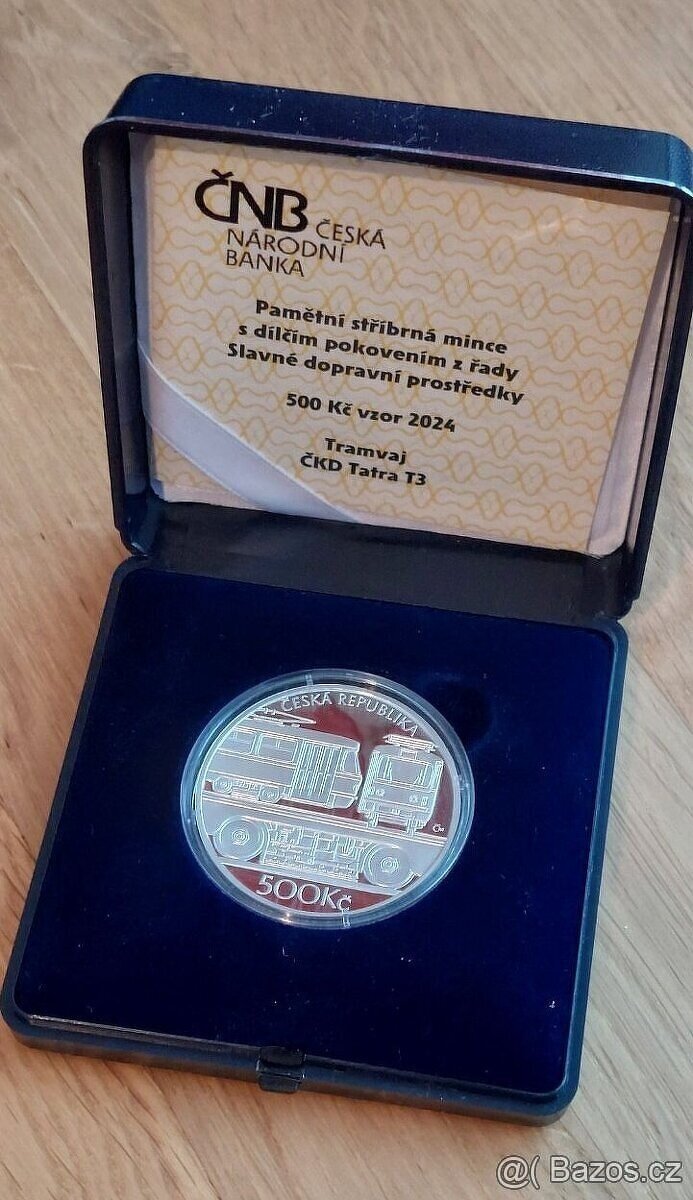 ČNB ČESKÁ
NÁRODNÍ
BANKA
Pamětní stříbrná mince
s dílčím pokovením z řady
Slavné dopravní prostředky
500 Kč vzor 2024
Tramvaj
ČKD Tatra T3
ČESKÁ REPUBLIKA
500Kč
@( Bazos.cz